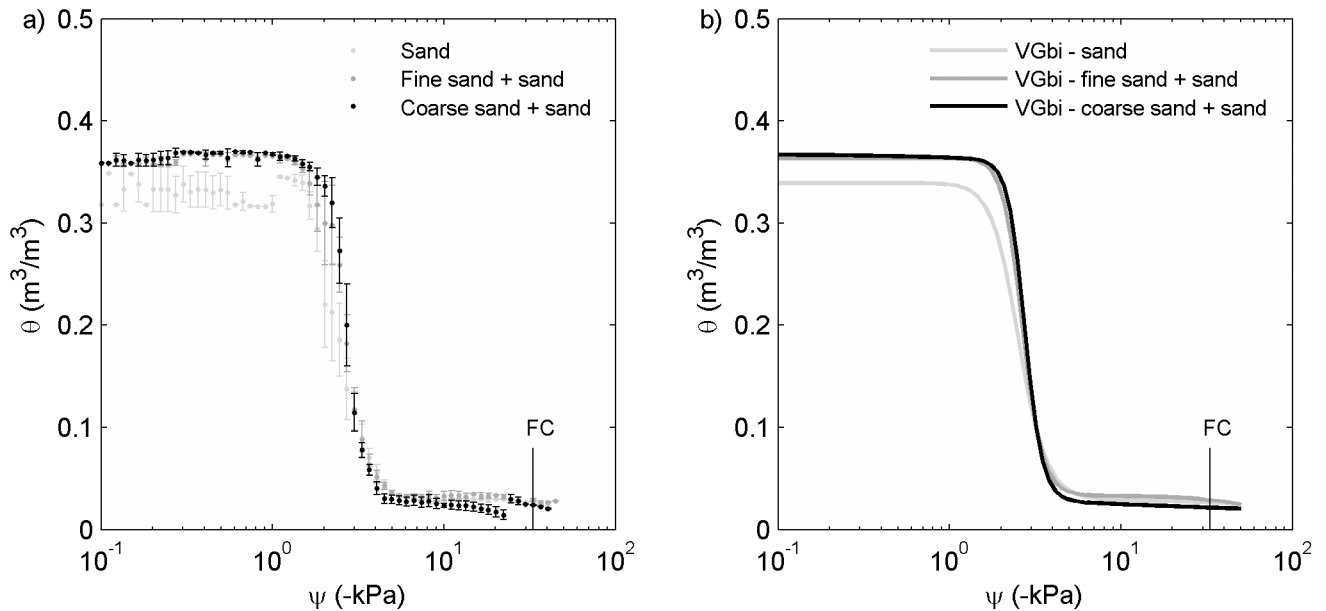 a)
Sand
Fine sand + sand
Coarse sand + sand
FC
0.5
0.4
0.3
0.2
0.1
0
θ (m³/m³)
10⁻¹
10⁰
10¹
10²
ψ (-kPa)
b)
VGbi - sand
VGbi - fine sand + sand
VGbi - coarse sand + sand
FC
0.5
0.4
0.3
0.2
0.1
0
θ (m³/m³)
10⁻¹
10⁰
10¹
10²
ψ (-kPa)